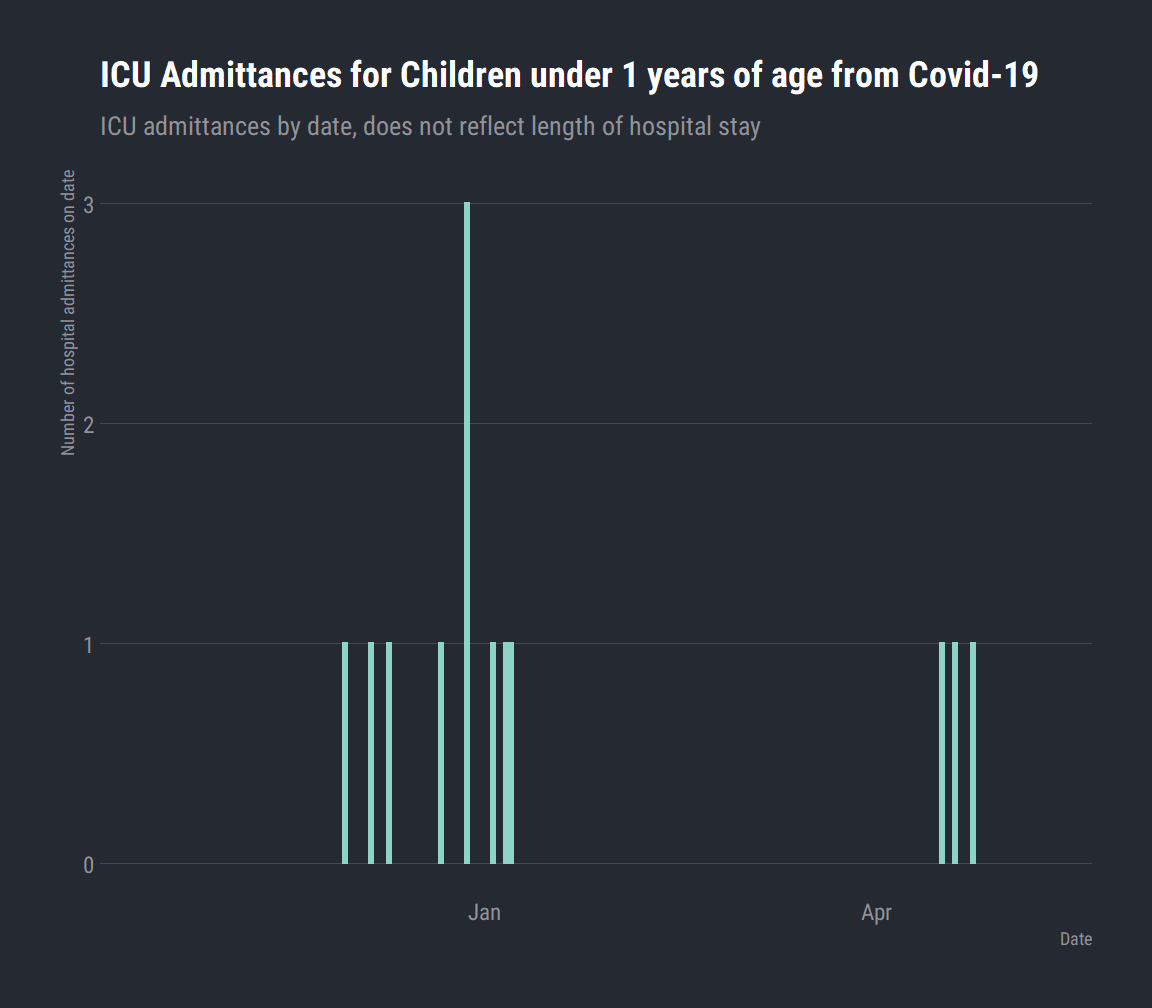 ICU Admittances for Children under 1 years of age from Covid-19
ICU admittances by date, does not reflect length of hospital stay
Number of hospital admittances on date
3
2
1
0
Jan
Apr
Date